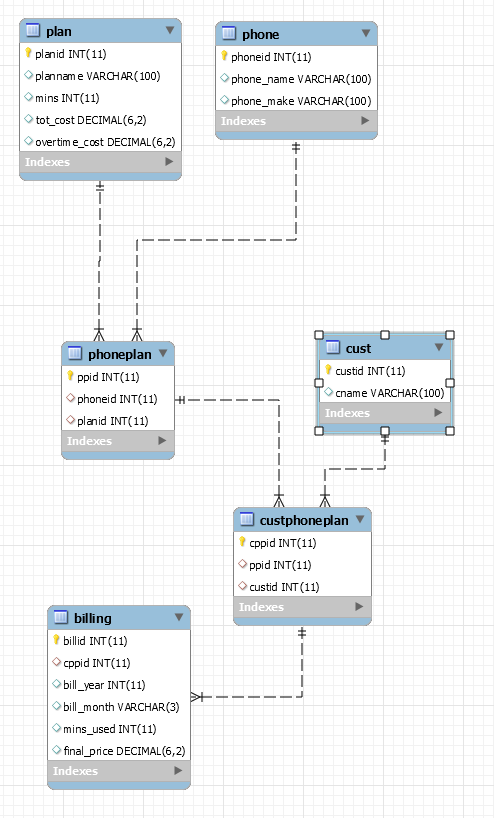 plan
planid INT(11)
planname VARCHAR(100)
mins INT(11)
tot_cost DECIMAL(6,2)
overtime_cost DECIMAL(6,2)
Indexes
phone
phoneid INT(11)
phone_name VARCHAR(100)
phone_make VARCHAR(100)
Indexes
phoneplan
ppid INT(11)
phoneid INT(11)
planid INT(11)
Indexes
cust
custid INT(11)
cname VARCHAR(100)
Indexes
custphoneplan
cppid INT(11)
ppid INT(11)
custid INT(11)
Indexes
billing
billid INT(11)
cppid INT(11)
bill_year INT(11)
bill_month VARCHAR(3)
mins_used INT(11)
final_price DECIMAL(6,2)
Indexes